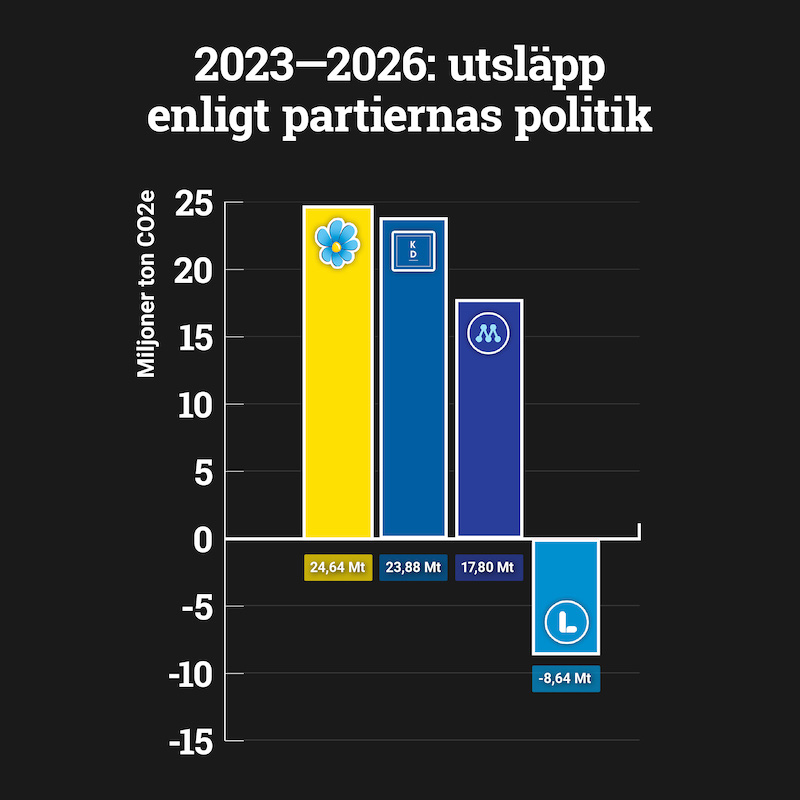 2023—2026: utsläpp
enligt partiernas politik
Miljoner ton CO2e
25
20
15
10
5
0
-5
-10
-15
K
D
M
L
24,64 Mt
23,88 Mt
17,80 Mt
-8,64 Mt